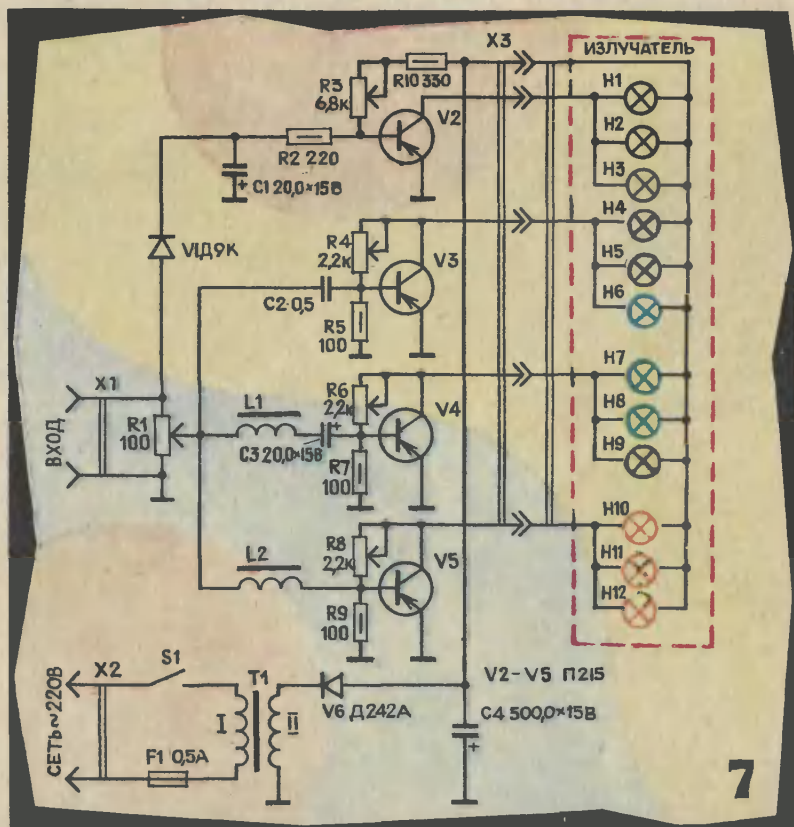 X3
ИЗЛУЧАТЕЛЬ
R10 330
R3
6,8к
V2
R2 220
C1 20,0×15В
+
V1Д9К
H1
H2
H3
R4
2,2к
V3
C2 0,5
R5
100
H4
H5
H6
X1
ВХОД
R1
100
L1
R6
2,2к
V4
+
C3 20,0×15В
R7
100
H7
H8
H9
L2
R8
2,2к
V5
R9
100
H10
H11
H12
X2
СЕТЬ~220В
S1
T1
I
II
F1 0,5А
V6 Д242А
V2-V5 П215
C4 500,0×15В
+
7